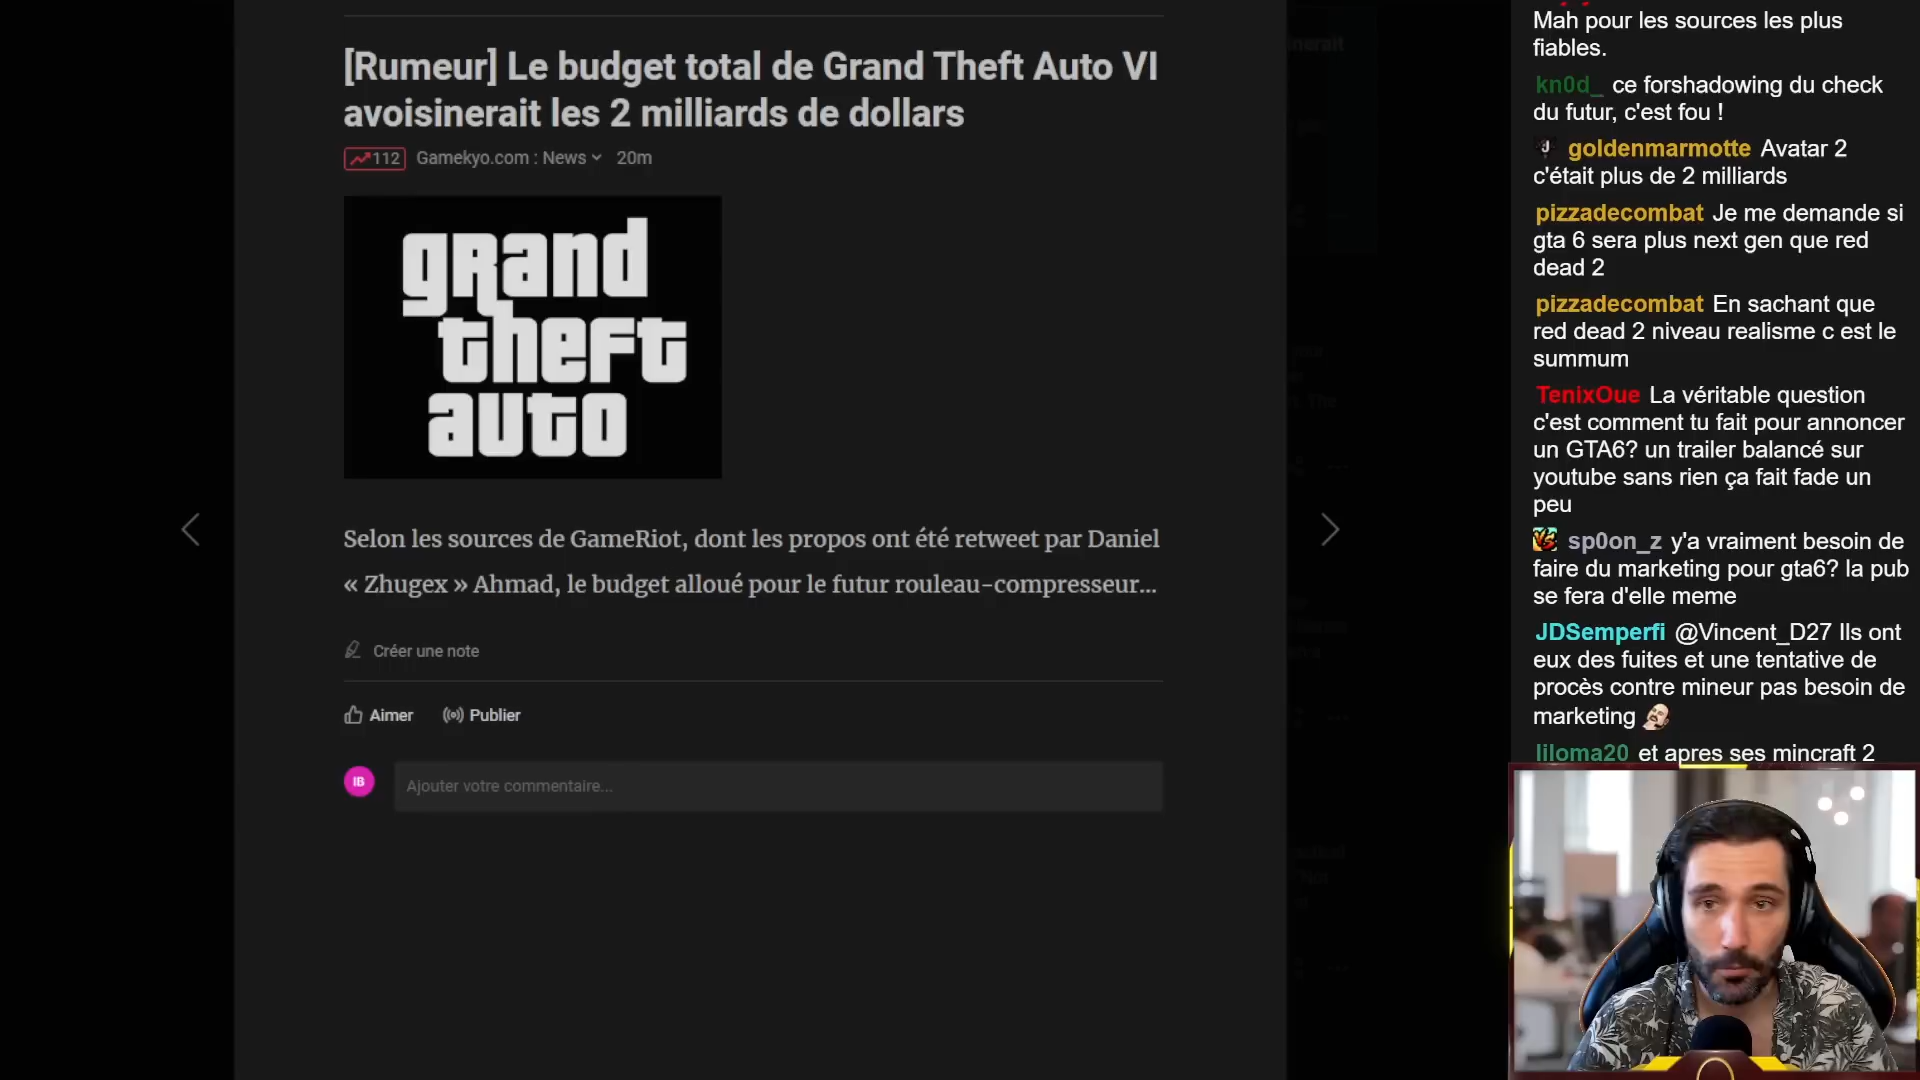 [Rumeur] Le budget total de Grand Theft Auto VI
avoisinerait les 2 milliards de dollars
112 Gamekyo.com : News 20m
grand
theft
auto
Selon les sources de GameRiot, dont les propos ont été retweet par Daniel
« Zhugex » Ahmad, le budget alloué pour le futur rouleau-compresseur...
Créer une note
Aimer Publier
IB Ajouter votre commentaire...
Mah pour les sources les plus
fiables.
kn0d_ ce forshadowing du check
du futur, c'est fou !
goldenmarmotte Avatar 2
c'était plus de 2 milliards
pizzadecombat Je me demande si
gta 6 sera plus next gen que red
dead 2
pizzadecombat En sachant que
red dead 2 niveau realisme c est le
summum
TenixOue La véritable question
c'est comment tu fait pour annoncer
un GTA6? un trailer balancé sur
youtube sans rien ça fait fade un
peu
sp0on_z y'a vraiment besoin de
faire du marketing pour gta6? la pub
se fera d'elle meme
JDSemperfi @Vincent_D27 Ils ont
eux des fuites et une tentative de
procès contre mineur pas besoin de
marketing
liloma20 et apres ses mincraft 2